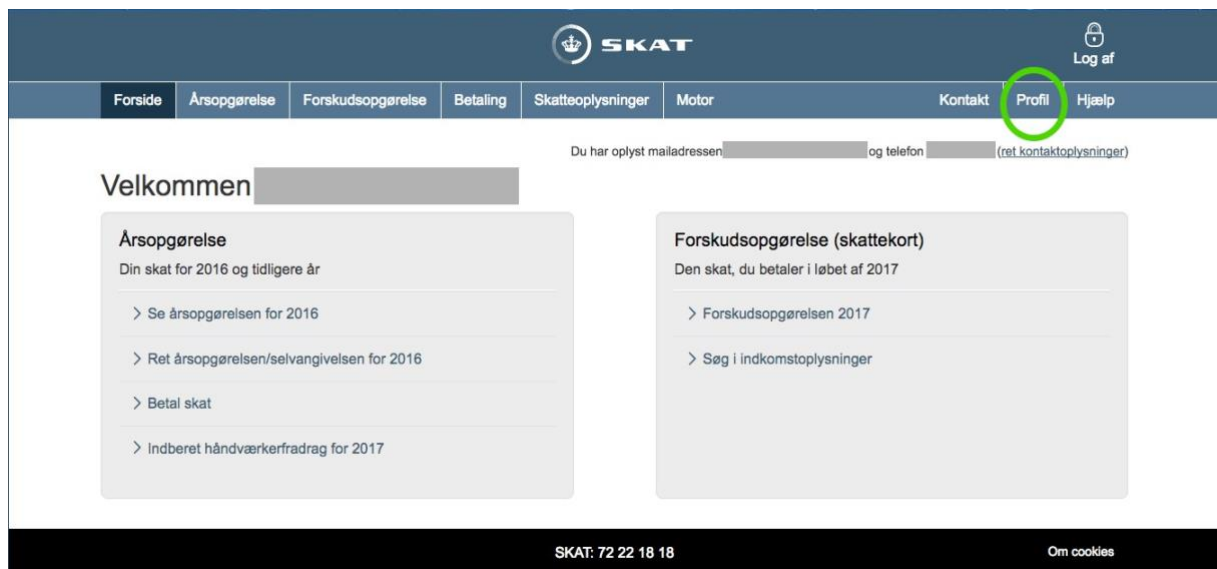 SKAT
Log af
Forside Årsopgørelse Forskudsopgørelse Betaling Skatteoplysninger Motor Kontakt Profil Hjælp
Du har oplyst mailadressen og telefon (ret kontaktoplysninger)
Velkommen
Årsopgørelse
Din skat for 2016 og tidligere år
> Se årsopgørelsen for 2016
> Ret årsopgørelsen/selvangivelsen for 2016
> Betal skat
> Indberet håndværkerfradrag for 2017
Forskudsopgørelse (skattekort)
Den skat, du betaler i løbet af 2017
> Forskudsopgørelsen 2017
> Søg i indkomstoplysninger
SKAT: 72 22 18 18 Om cookies